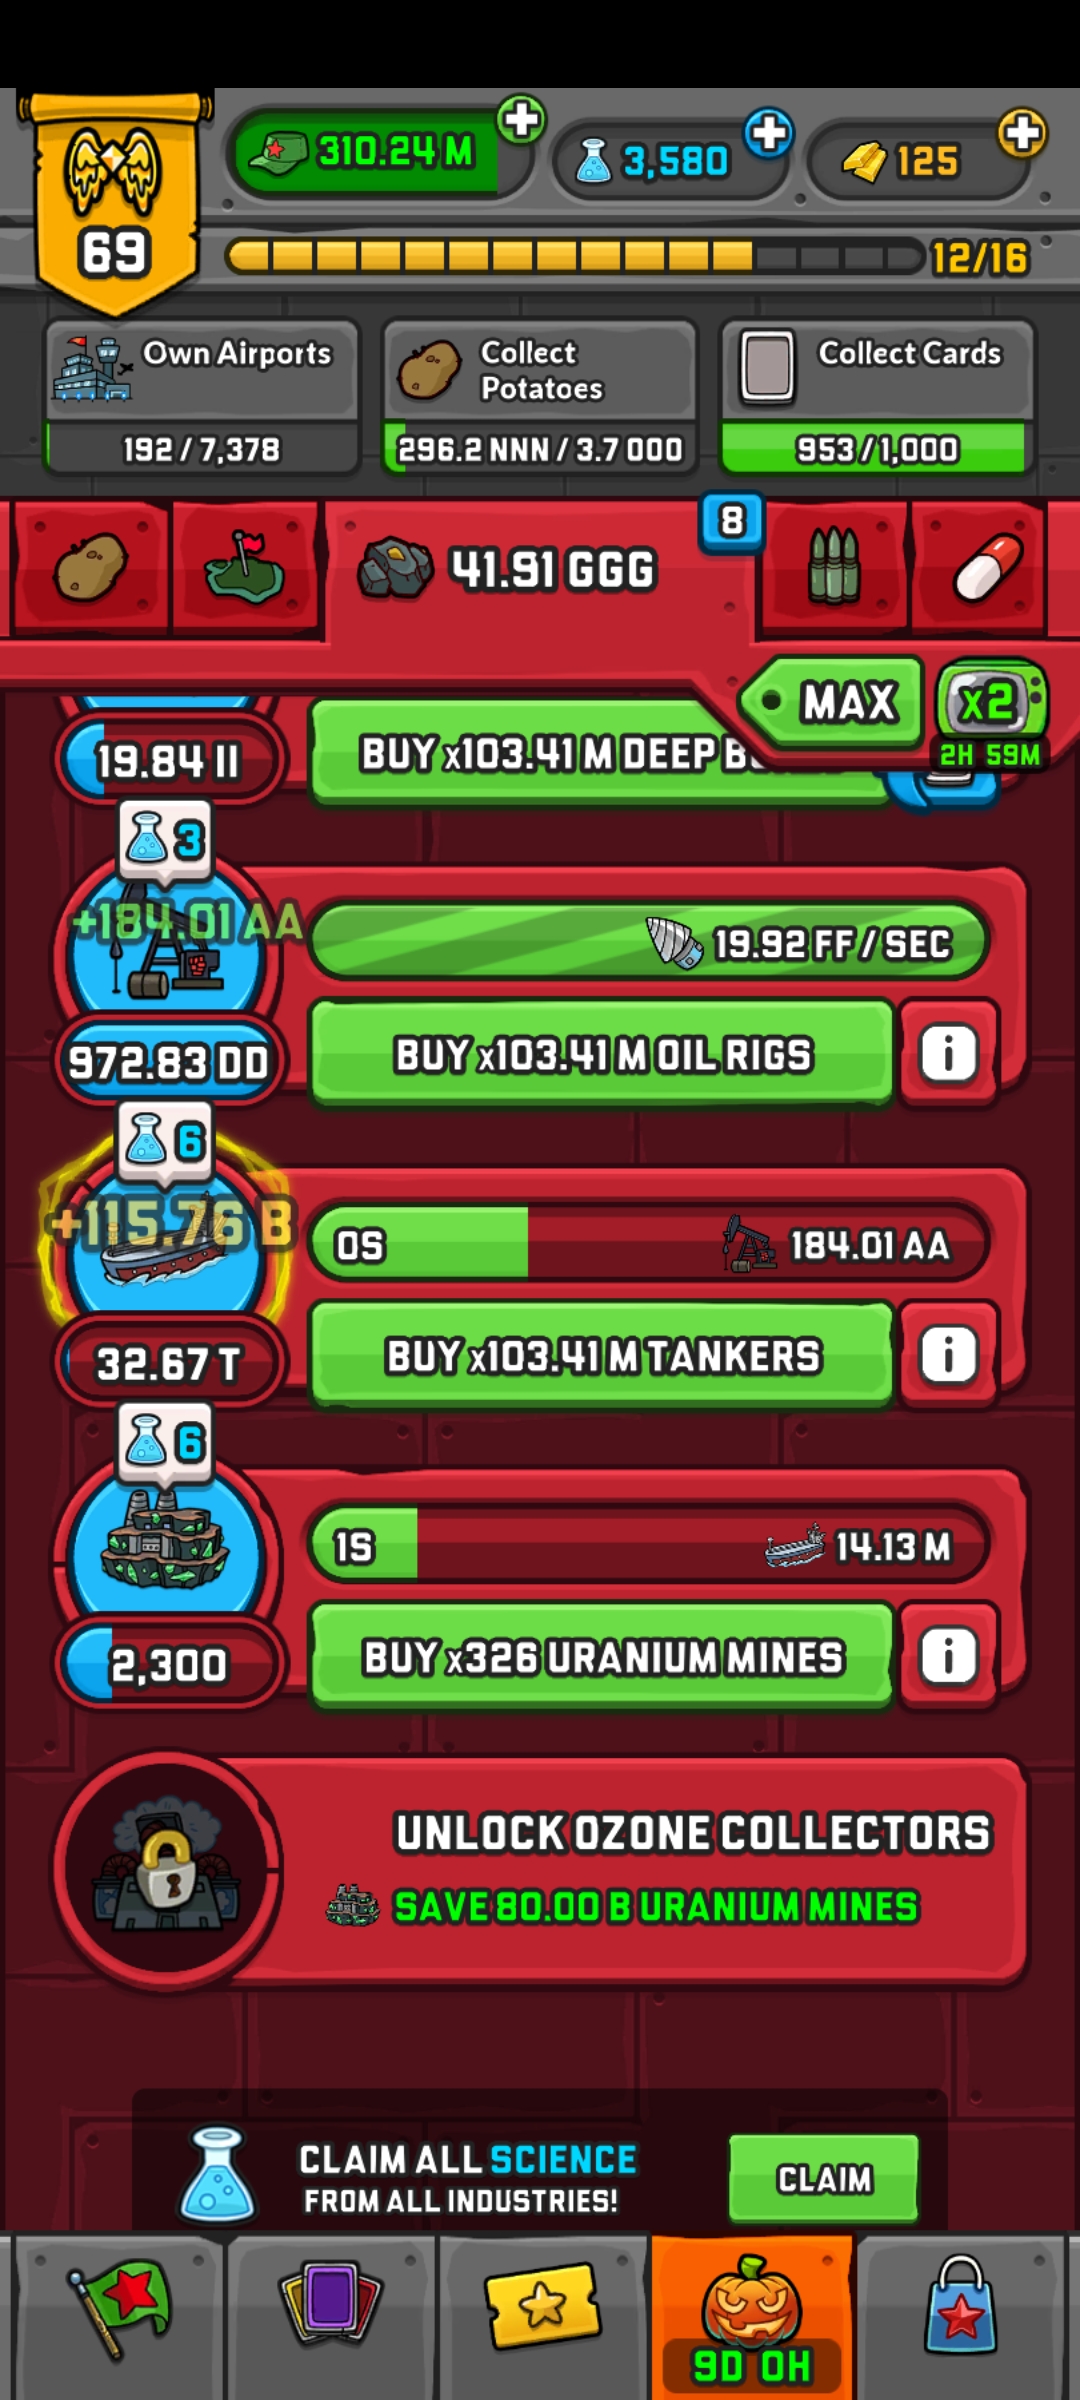 310.24 M
3,580
125
69
12/16
Own Airports
192 / 7,378
Collect
Potatoes
296.2 NNN / 3.7 OOO
Collect Cards
953 / 1,000
41.91 GGG
8
MAX
x2
2H 59M
19.84 II
BUY x103.41 M DEEP
3
+184.01 AA
19.92 FF / SEC
972.83 DD
BUY x103.41 M OIL RIGS
i
6
+115.76 B
0S
184.01 AA
32.67 T
BUY x103.41 M TANKERS
i
6
1S
14.13 M
2,300
BUY x326 URANIUM MINES
i
UNLOCK OZONE COLLECTORS
SAVE 80.00 B URANIUM MINES
CLAIM ALL SCIENCE
FROM ALL INDUSTRIES!
CLAIM
9D 0H